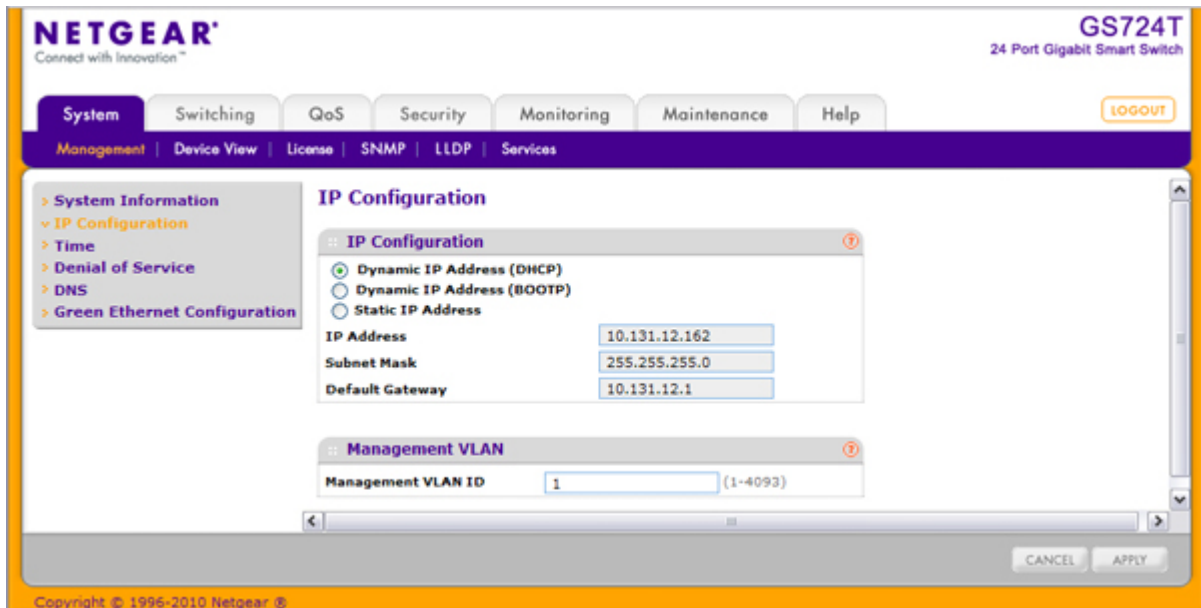 NETGEAR®
Connect with Innovation™
GS724T
24 Port Gigabit Smart Switch
System Switching QoS Security Monitoring Maintenance Help LOGOUT
Management | Device View | License | SNMP | LLDP | Services
System Information
IP Configuration
Time
Denial of Service
DNS
Green Ethernet Configuration
IP Configuration
IP Configuration ?
Dynamic IP Address (DHCP)
Dynamic IP Address (BOOTP)
Static IP Address
IP Address 10.131.12.162
Subnet Mask 255.255.255.0
Default Gateway 10.131.12.1
Management VLAN ?
Management VLAN ID 1 (1-4093)
CANCEL APPLY
Copyright © 1996-2010 Netgear ®